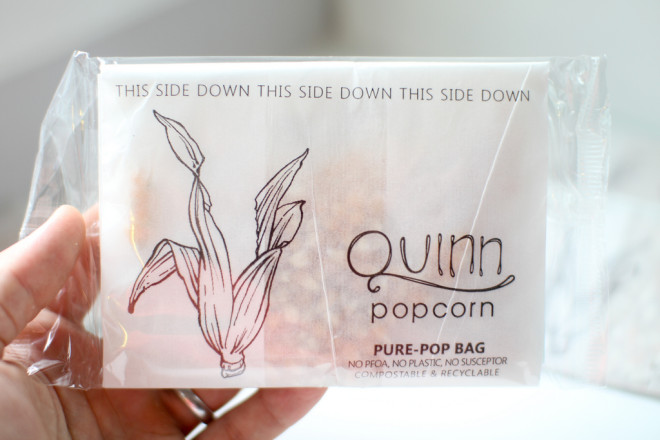 THIS SIDE DOWN THIS SIDE DOWN THIS SIDE DOWN
Quinn
popcorn
PURE-POP BAG
NO PFOA, NO PLASTIC, NO SUSCEPTOR
COMPOSTABLE & RECYCLABLE